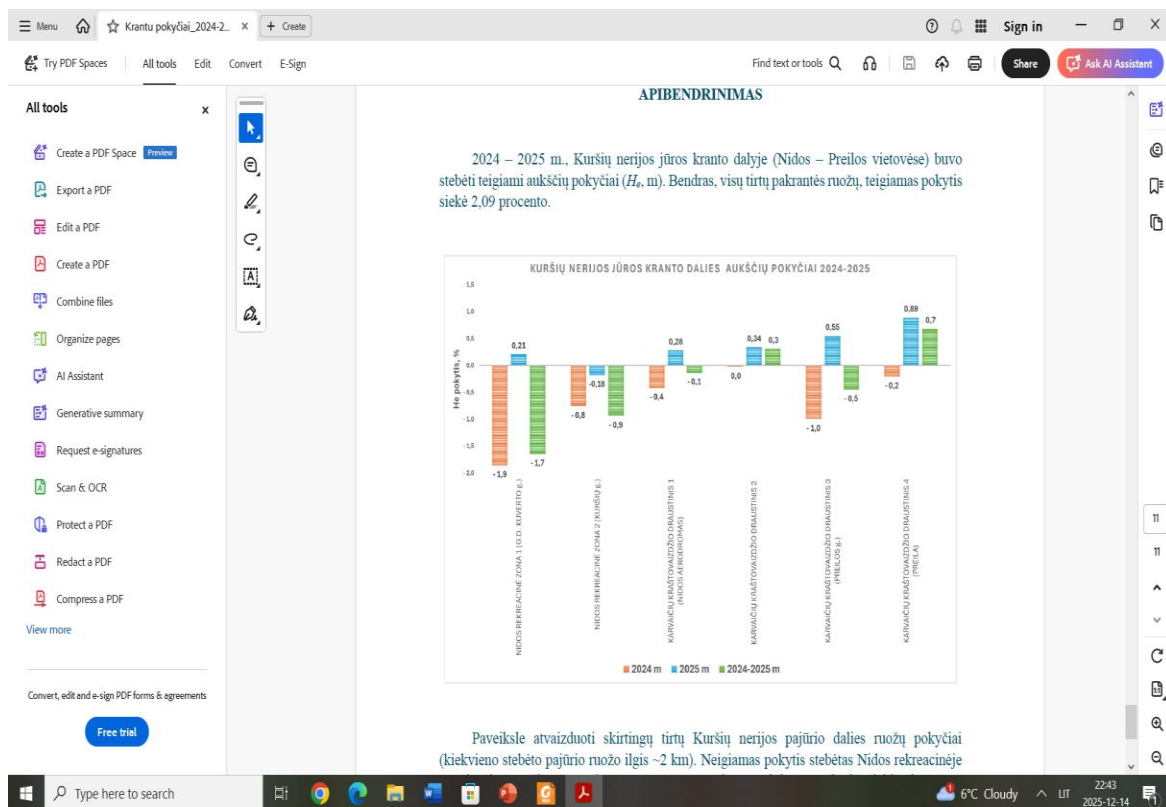 Menu
Krantu pokyčiai_2024-2...
+ Create
Sign in
Try PDF Spaces
All tools
Edit
Convert
E-Sign
Find text or tools
Share
Ask AI Assistant
All tools
Create a PDF Space Preview
Export a PDF
Edit a PDF
Create a PDF
Combine files
Organize pages
AI Assistant
Generative summary
Request e-signatures
Scan & OCR
Protect a PDF
Redact a PDF
Compress a PDF
View more
Convert, edit and e-sign PDF forms & agreements
Free trial
APIBENDRINIMAS
2024 – 2025 m., Kuršių nerijos jūros kranto dalyje (Nidos – Preilos vietovėse) buvo
stebėti teigiami aukščių pokyčiai (He, m). Bendras, visų tirtų pakrantės ruožų, teigiamas pokytis
siekė 2,09 procento.
KURŠIŲ NERIJOS JŪROS KRANTO DALIES AUKŠČIŲ POKYČIAI 2024-2025
He pokytis, %
1,5
1,0
0,5
0,0
-0,5
-1,0
-1,5
-2,0
-1,9
0,21
-1,7
-0,8
-0,18
-0,9
-0,4
0,28
-0,1
0,0
0,34
0,3
-1,0
0,55
-0,5
-0,2
0,89
0,7
NIDOS REKREACINĖ ZONA 1 (G.D. KUVERTO g.)
NIDOS REKREACINĖ ZONA 2 (KURŠIŲ g.)
KARVAIČIŲ KRAŠTOVAIZDŽIO DRAUSTINIS 1
(NIDOS AERODROMAS)
KARVAIČIŲ KRAŠTOVAIZDŽIO DRAUSTINIS 2
KARVAIČIŲ KRAŠTOVAIZDŽIO DRAUSTINIS 3
(PREILOS g.)
KARVAIČIŲ KRAŠTOVAIZDŽIO DRAUSTINIS 4
(PREILA)
2024 m 2025 m 2024-2025 m
Paveiksle atvaizduoti skirtingų tirtų Kuršių nerijos pajūrio dalies ruožų pokyčiai
(kiekvieno stebėto pajūrio ruožo ilgis ~2 km). Neigiamas pokytis stebėtas Nidos rekreacinėje
11
11
Type here to search
6°C Cloudy
LIT
22:43
2025-12-14